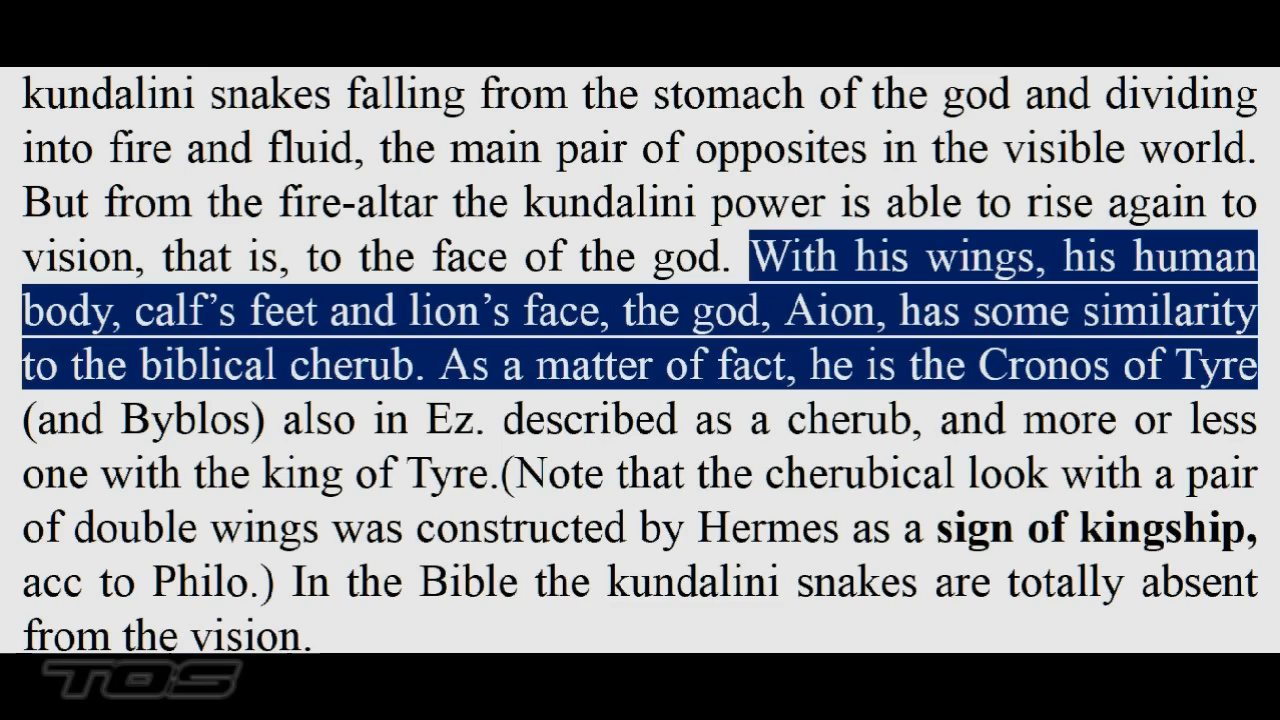 kundalini snakes falling from the stomach of the god and dividing
into fire and fluid, the main pair of opposites in the visible world.
But from the fire-altar the kundalini power is able to rise again to
vision, that is, to the face of the god. With his wings, his human
body, calf’s feet and lion’s face, the god, Aion, has some similarity
to the biblical cherub. As a matter of fact, he is the Cronos of Tyre
(and Byblos) also in Ez. described as a cherub, and more or less
one with the king of Tyre.(Note that the cherubical look with a pair
of double wings was constructed by Hermes as a sign of kingship,
acc to Philo.) In the Bible the kundalini snakes are totally absent
from the vision.
TOS